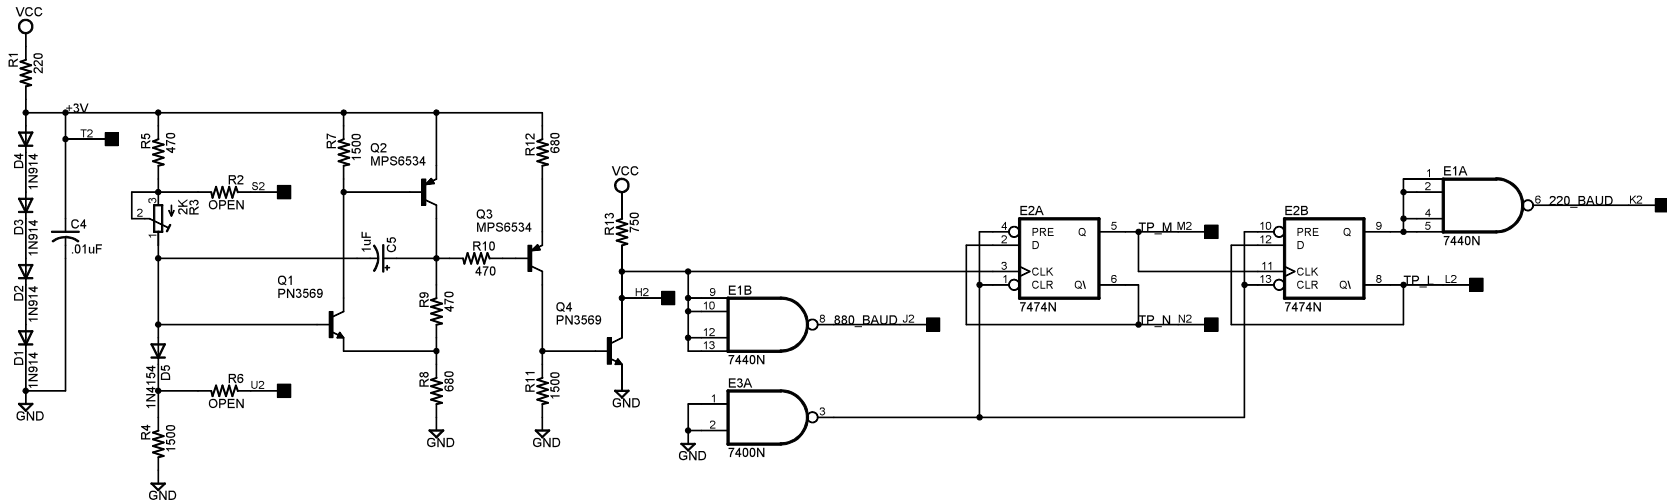 VCC
R1
220
+3V
T2
D4
1N914
D3
1N914
D2
1N914
D1
1N914
GND
C4
.01uF
R5
470
R2
OPEN
S2
3
2
1
2K
R3
1N4154
D5
R6
OPEN
U2
R4
1500
GND
Q1
PN3569
R7
1500
Q2
MPS6534
1uF
C5
+
R9
470
R8
680
GND
Q3
MPS6534
R10
470
R12
680
R11
1500
GND
Q4
PN3569
VCC
R13
750
H2
GND
E1B
9
10
12
13
8
880_BAUD
J2
7440N
E3A
1
2
3
7400N
GND
E2A
4
2
3
1
PRE
D
CLK
CLR
Q
Q\
5
6
7474N
TP_M
M2
TP_N
N2
E2B
10
12
11
13
PRE
D
CLK
CLR
Q
Q\
9
8
7474N
TP_L
L2
E1A
1
2
4
5
6
220_BAUD
K2
7440N